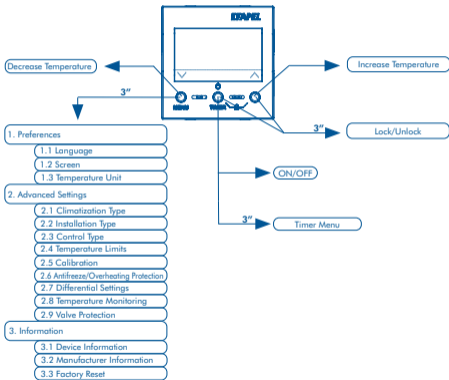 Decrease Temperature
Increase Temperature
3"
3"
Lock/Unlock
ON/OFF
3"
Timer Menu
1. Preferences
1.1 Language
1.2 Screen
1.3 Temperature Unit
2. Advanced Settings
2.1 Climatization Type
2.2 Installation Type
2.3 Control Type
2.4 Temperature Limits
2.5 Calibration
2.6 Antifreeze/Overheating Protection
2.7 Differential Settings
2.8 Temperature Monitoring
2.9 Valve Protection
3. Information
3.1 Device Information
3.2 Manufacturer Information
3.3 Factory Reset